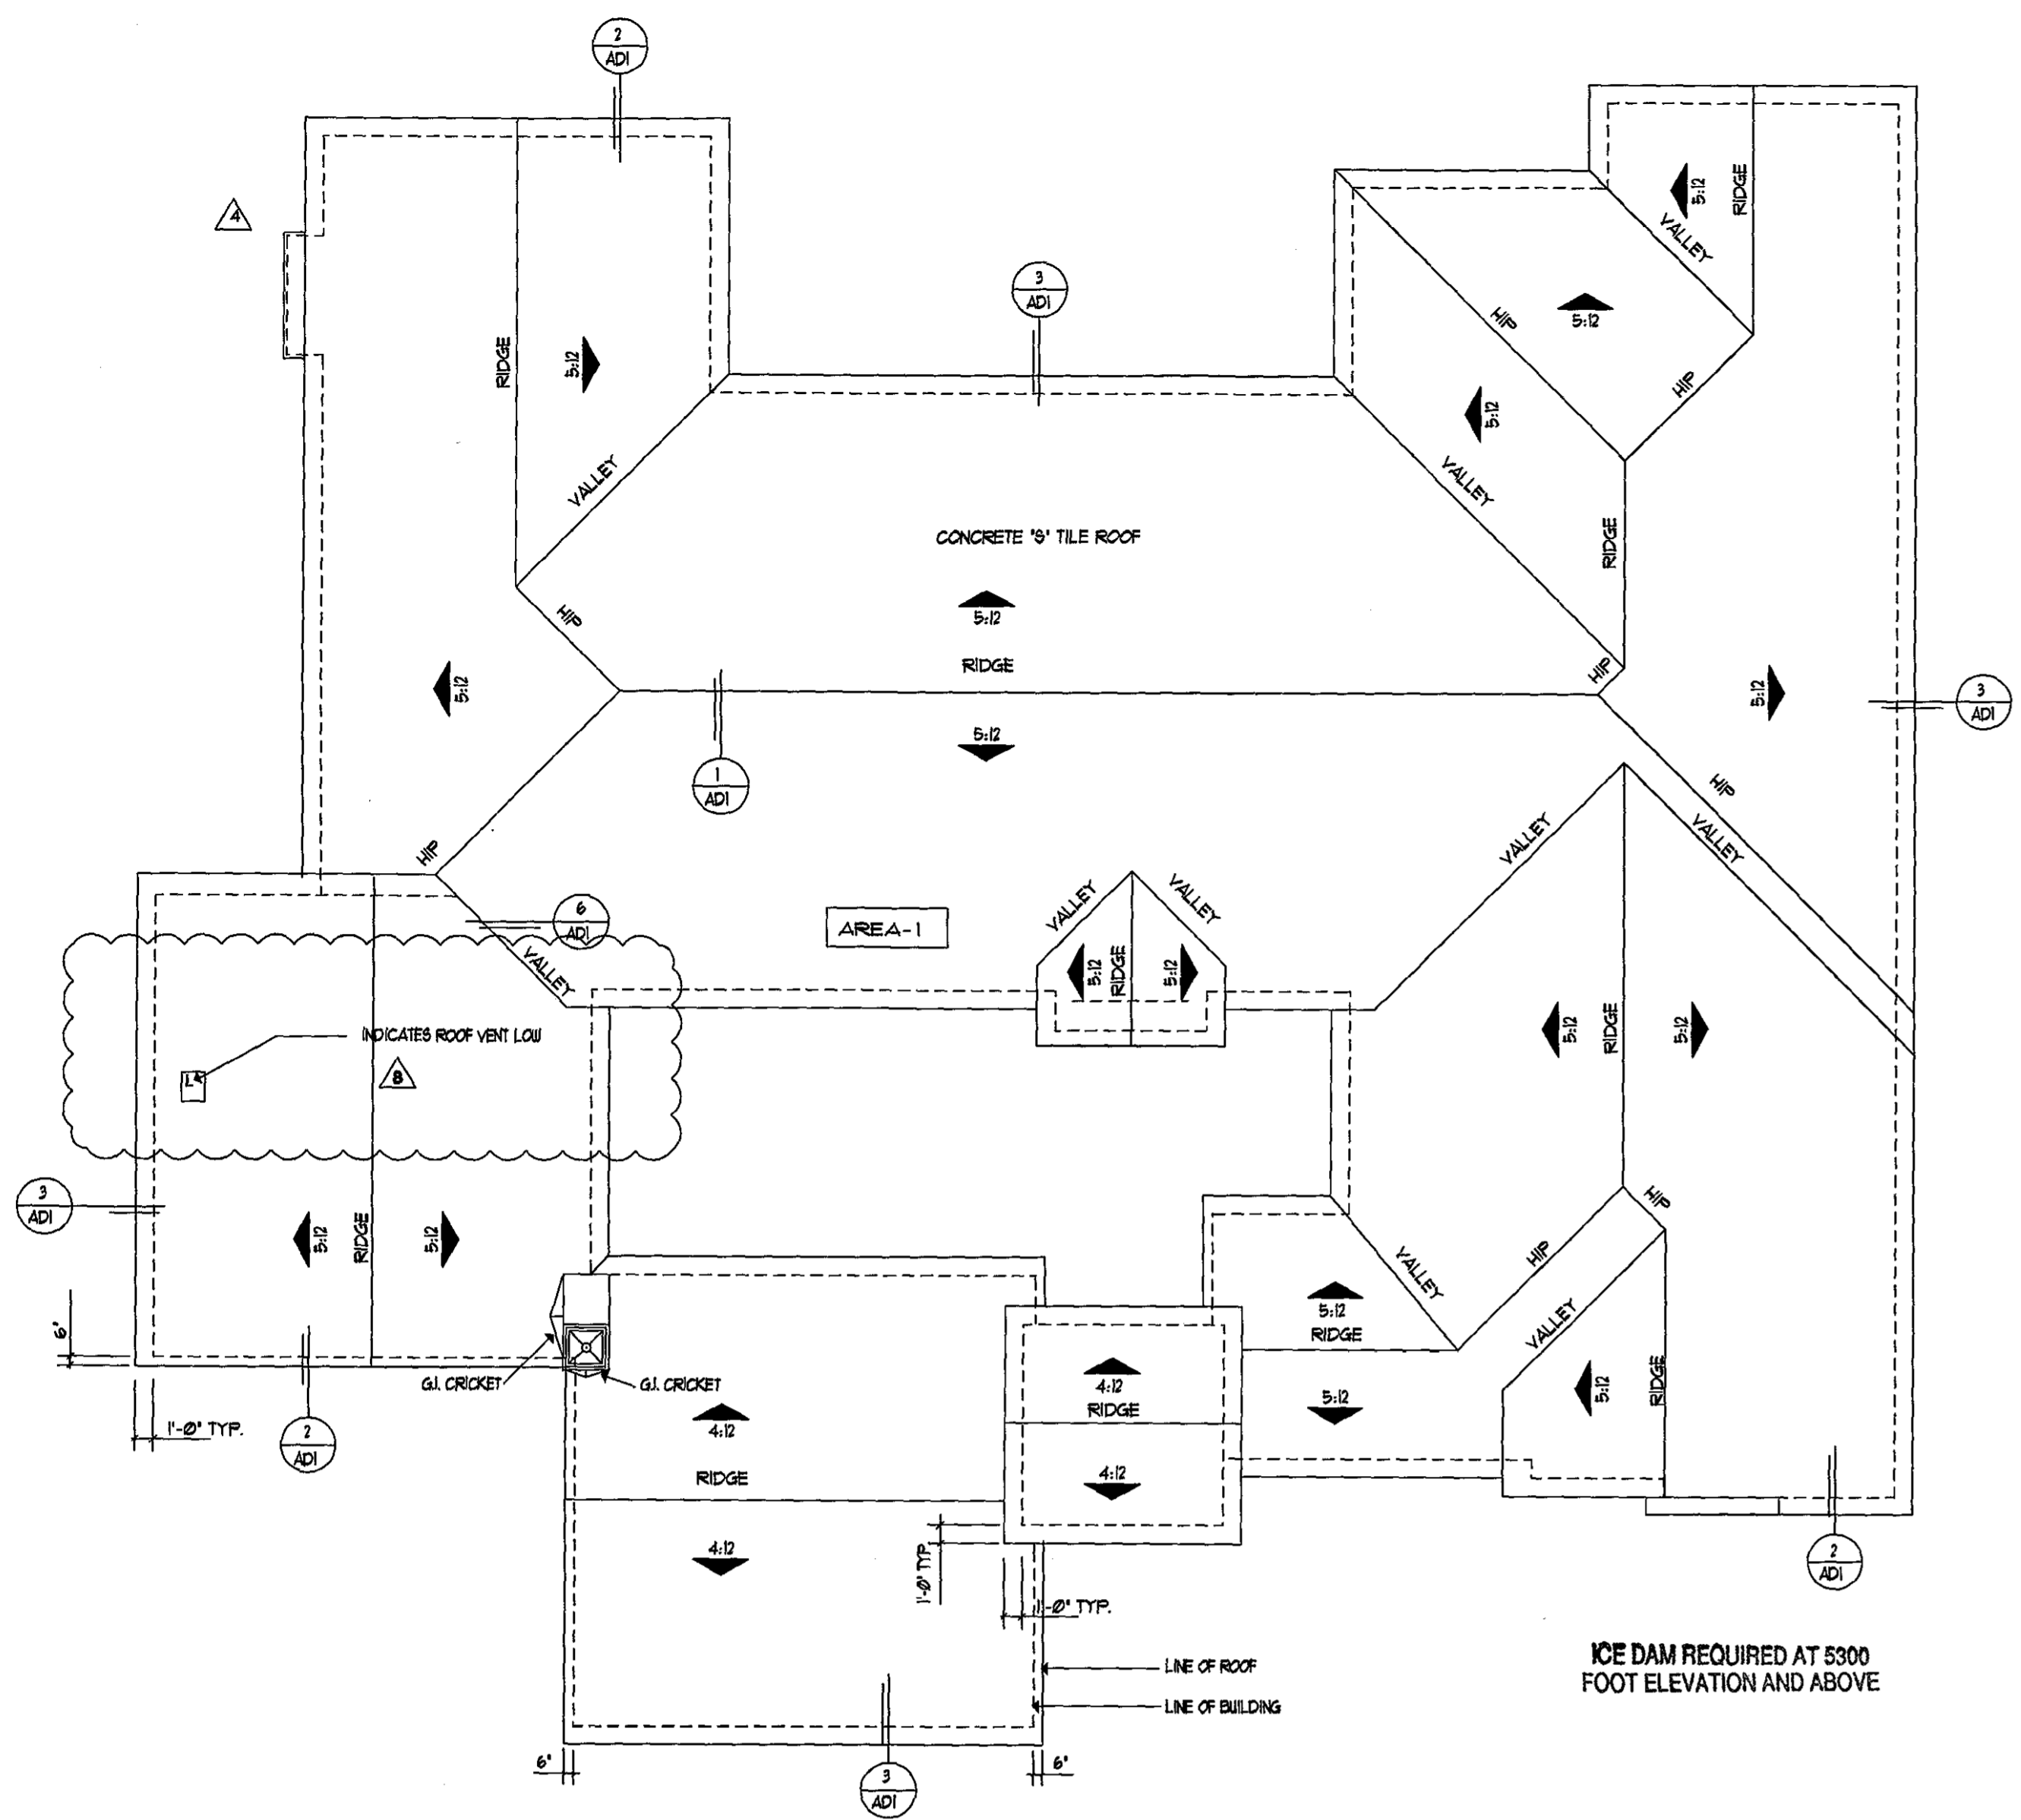 2
AD1
4
3
AD1
5:12
RIDGE
VALLEY
HIP
5:12
5:12
RIDGE
5:12
VALLEY
HIP
5:12
VALLEY
RIDGE
CONCRETE 'S' TILE ROOF
HIP
5:12
RIDGE
HIP
5:12
5:12
3
AD1
5:12
1
AD1
HIP
VALLEY
VALLEY
HIP
6
AD1
VALLEY
AREA-1
VALLEY
VALLEY
5:12
RIDGE
5:12
INDICATES ROOF VENT LOW
L
8
5:12
RIDGE
5:12
3
AD1
5:12
RIDGE
5:12
HIP
HIP
VALLEY
5:12
RIDGE
VALLEY
6"
G.I. CRICKET
G.I. CRICKET
4:12
RIDGE
5:12
5:12
RIDGE
1'-0" TYP.
2
AD1
4:12
RIDGE
4:12
4:12
1'-0" TYP.
1'-0" TYP.
2
AD1
LINE OF ROOF
LINE OF BUILDING
6"
6"
3
AD1
ICE DAM REQUIRED AT 5300
FOOT ELEVATION AND ABOVE